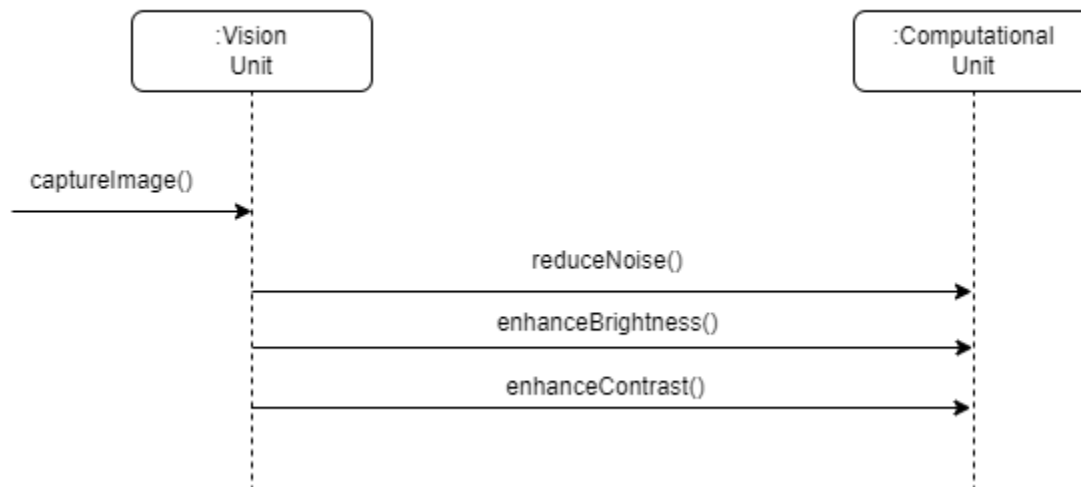 :Vision
Unit
:Computational
Unit
captureImage()
reduceNoise()
enhanceBrightness()
enhanceContrast()